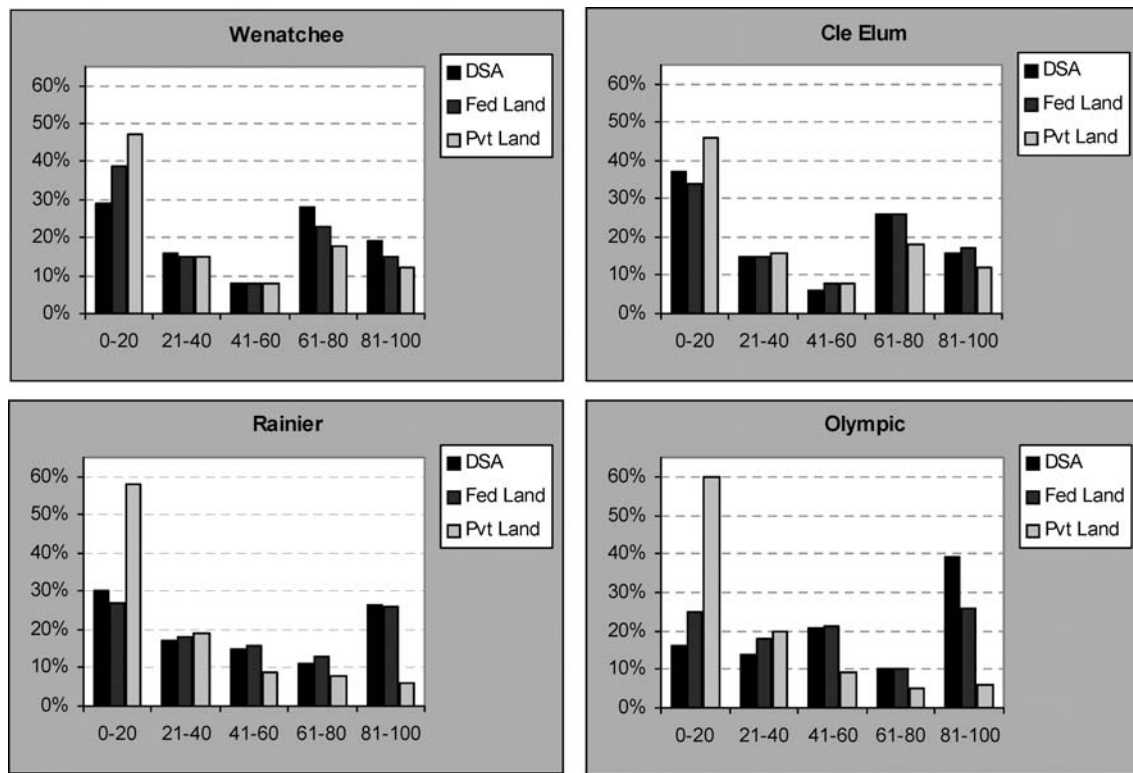 Wenatchee
DSA
Fed Land
Pvt Land
60%
50%
40%
30%
20%
10%
0%
0-20 21-40 41-60 61-80 81-100
Cle Elum
DSA
Fed Land
Pvt Land
60%
50%
40%
30%
20%
10%
0%
0-20 21-40 41-60 61-80 81-100
Rainier
DSA
Fed Land
Pvt Land
60%
50%
40%
30%
20%
10%
0%
0-20 21-40 41-60 61-80 81-100
Olympic
DSA
Fed Land
Pvt Land
60%
50%
40%
30%
20%
10%
0%
0-20 21-40 41-60 61-80 81-100